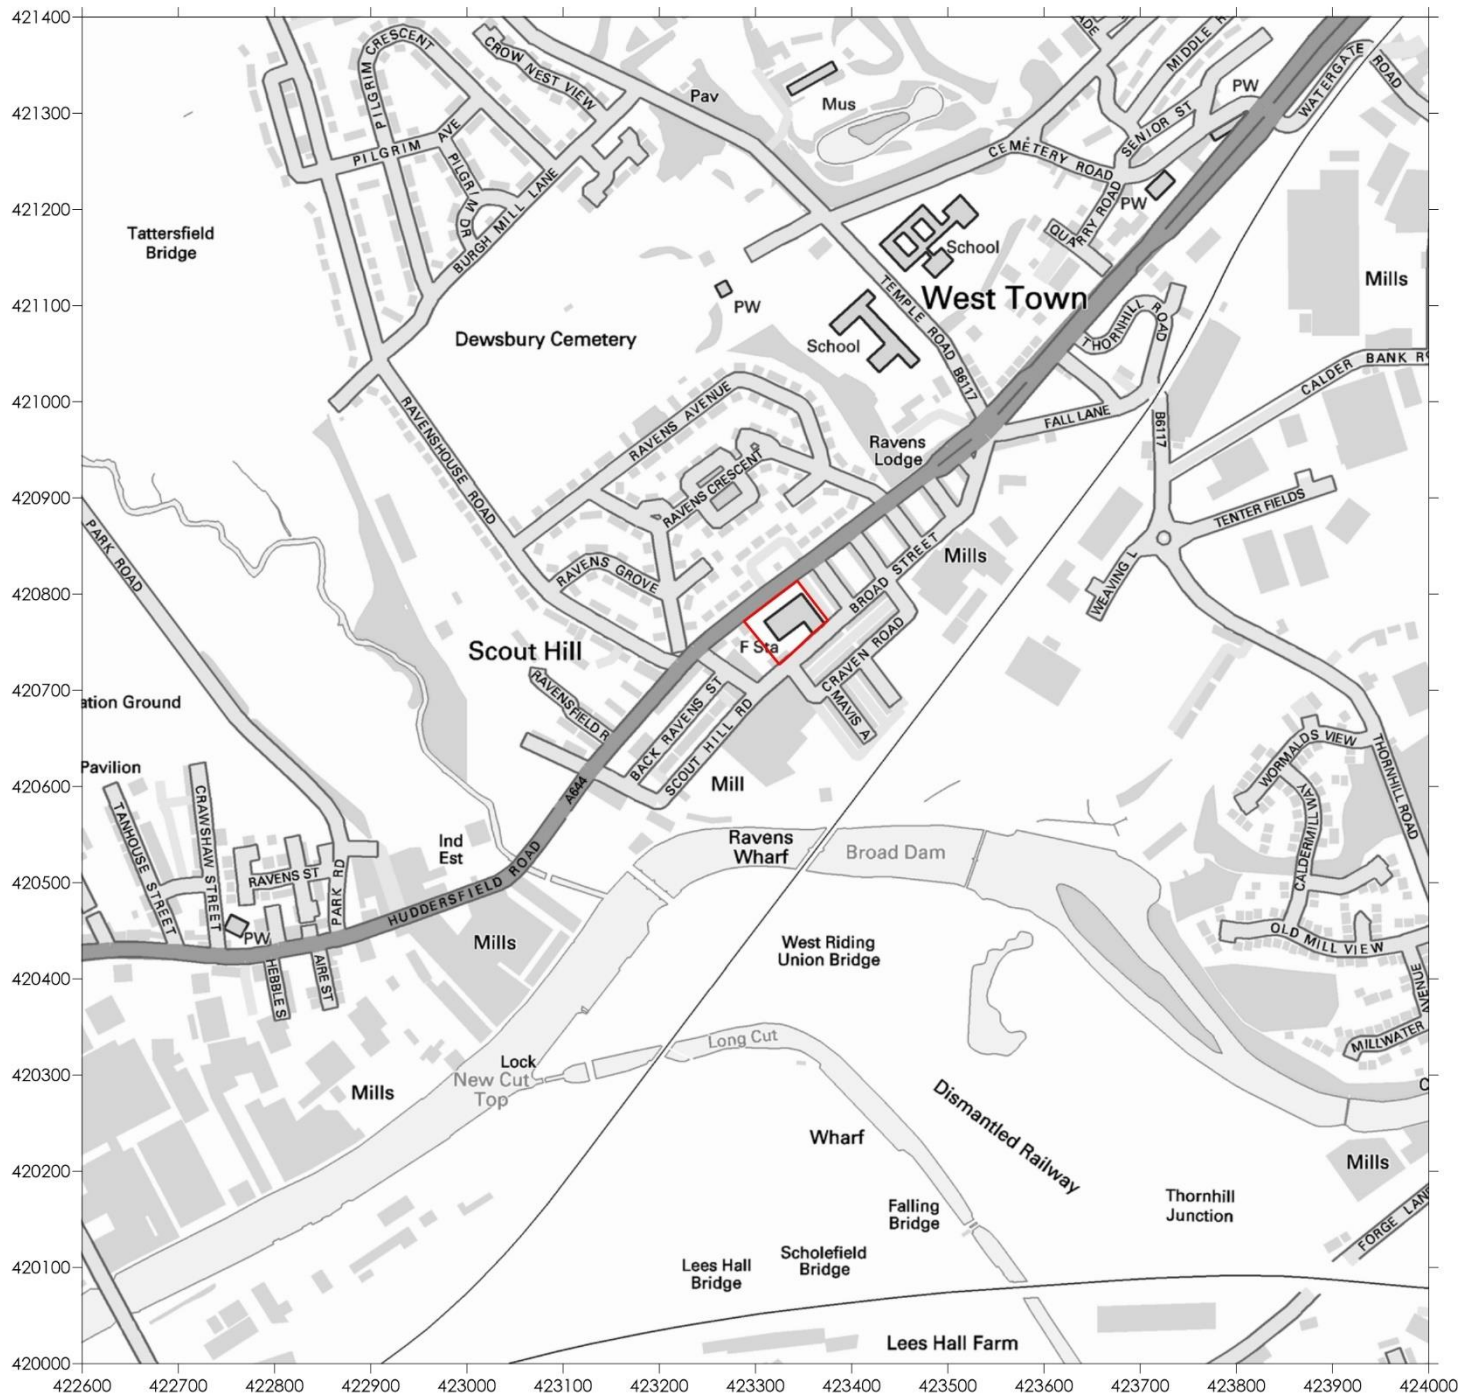 421400
421300
421200
421100
421000
420900
420800
420700
420600
420500
420400
420300
420200
420100
420000
422600
422700
422800
422900
423000
423100
423200
423300
423400
423500
423600
423700
423800
423900
424000
PILGRIM CRESCENT
CROW NEST VIEW
Pav
Mus
ADE
MIDDLE R
PW
WATERGATE
ROAD
SENIOR ST
CEMETERY ROAD
PILGRIM AVE
PILGRIM DR
BURGH MILL LANE
PW
QUARRY ROAD
Tattersfield
Bridge
School
West Town
Mills
PW
TEMPLE ROAD B6117
THORNHILL ROAD
Dewsbury Cemetery
School
CALDER BANK R
RAVENS AVENUE
RAVENSHOUSE ROAD
FALL LANE
B6117
Ravens
Lodge
RAVENS CRESCENT
TENTER FIELDS
PARK ROAD
BROAD STREET
Mills
RAVENS GROVE
WEAVING L
Scout Hill
F Sta
CRAVEN ROAD
RAVENSFIELD R
BACK RAVENS ST
SCOUT HILL RD
MAVIS A
ation Ground
WORMALDS VIEW
THORNHILL ROAD
Pavilion
Mill
A644
CALDERMILL WAY
TANHOUSE STREET
CRAWSHAW STREET
Ind
Est
Ravens
Wharf
Broad Dam
RAVENS ST
PARK RD
HUDDERSFIELD ROAD
PW
Mills
West Riding
Union Bridge
OLD MILL VIEW
HEBBLE S
AIRE ST
AVENUE
MILLWATER
Long Cut
Lock
New Cut
Top
Mills
C
Dismantled Railway
Wharf
Mills
Falling
Bridge
Thornhill
Junction
FORGE LAN
Scholefield
Bridge
Lees Hall
Bridge
Lees Hall Farm